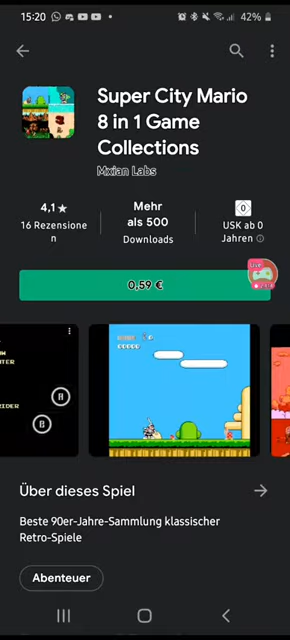 15:20
42%
Super City Mario
8 in 1 Game
Collections
Mxian Labs
4,1★
16 Rezensione
n
Mehr
als 500
Downloads
0
USK ab 0
Jahren
0,59 €
ITER
RIDER
B
Über dieses Spiel
Beste 90er-Jahre-Sammlung klassischer
Retro-Spiele
Abenteuer